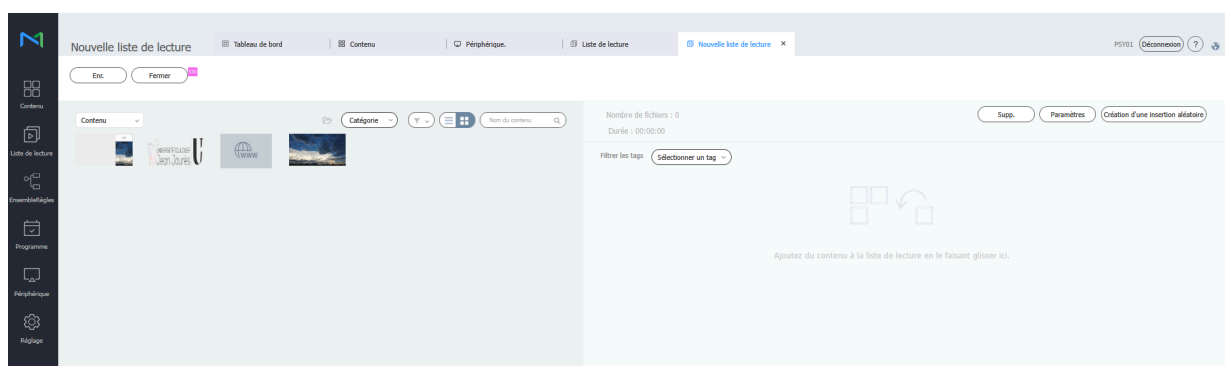 Nouvelle liste de lecture
Tableau de bord
Contenu
Périphérique.
Liste de lecture
Nouvelle liste de lecture ×
PSY01
Déconnexion
?
Enr.
Fermer
Contenu
Liste de lecture
EnsembleRègles
Programme
Périphérique
Réglage
Contenu
Catégorie
Nom du contenu
Jean Jaurès
U
www
Nombre de fichiers : 0
Durée : 00:00:00
Supp.
Paramètres
Création d'une insertion aléatoire
Filtrer les tags
Sélectionner un tag
Ajoutez du contenu à la liste de lecture en le faisant glisser ici.